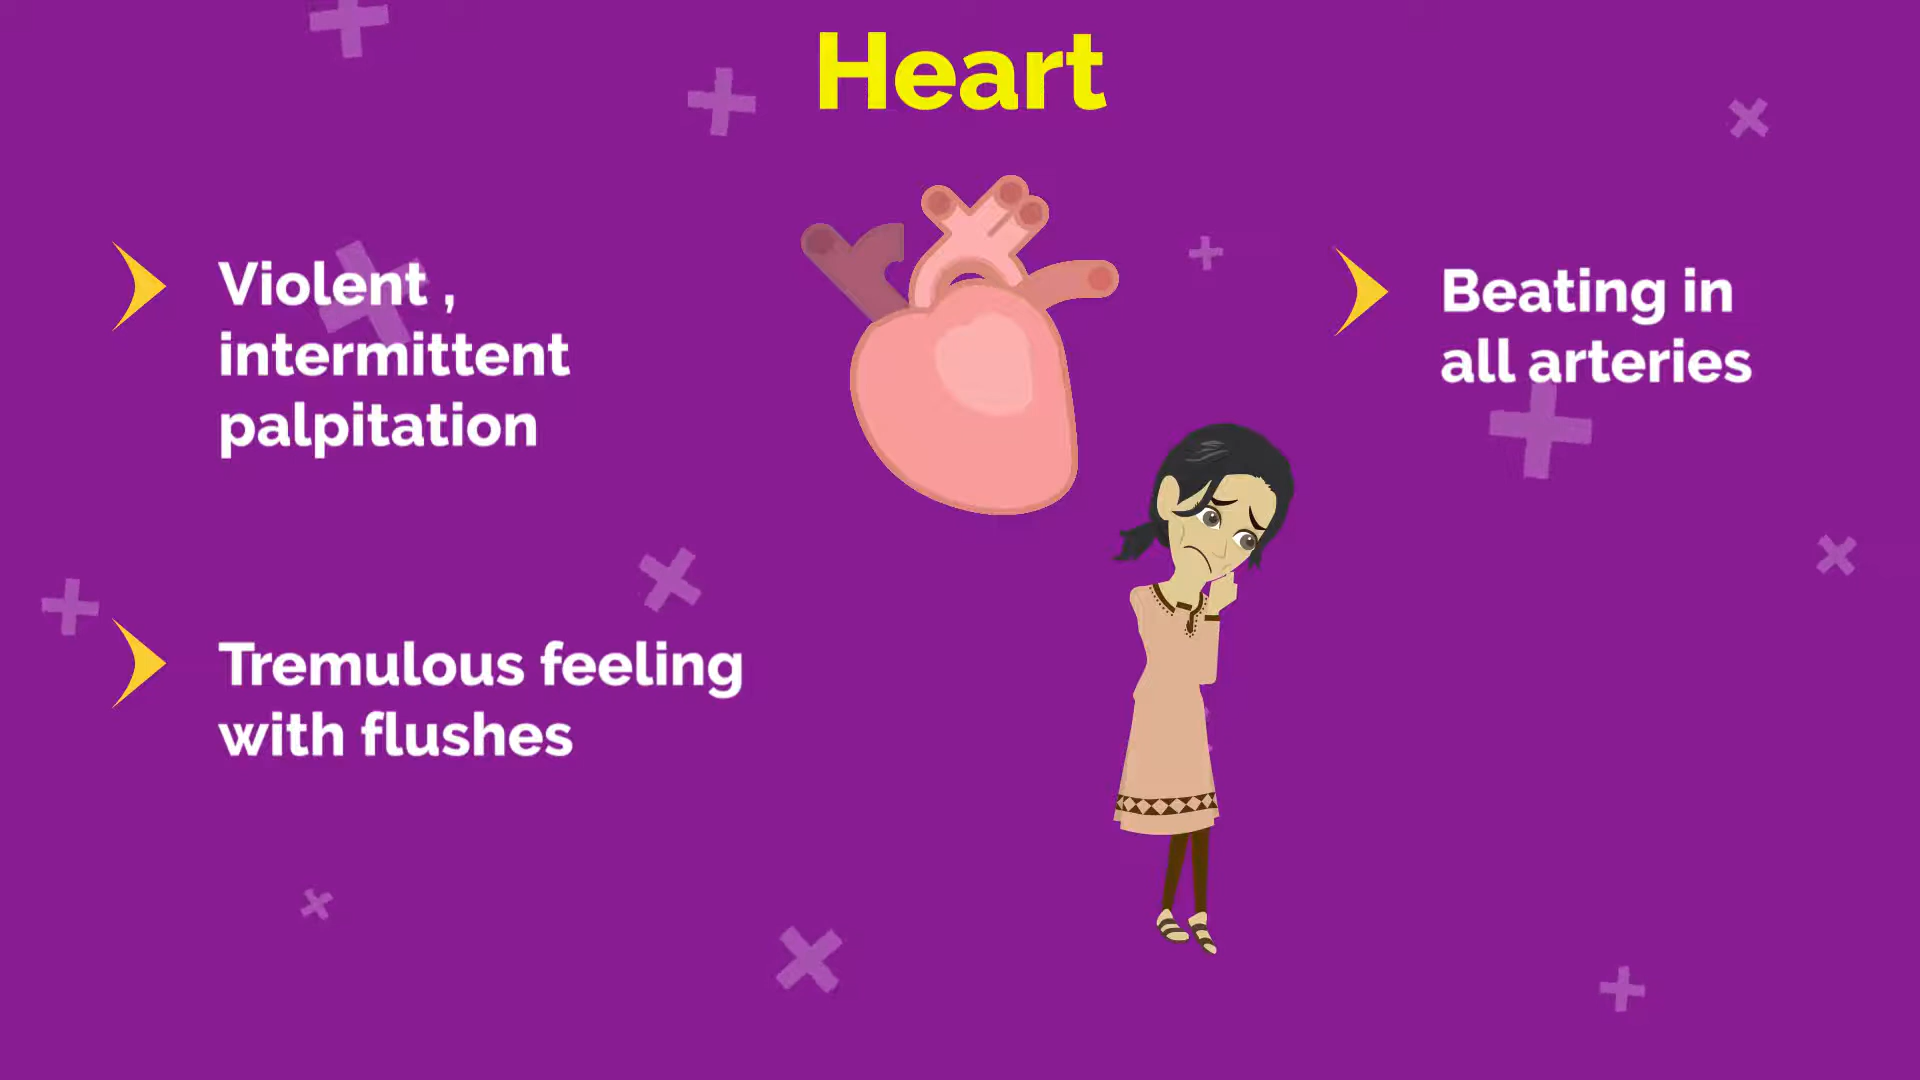 Heart
Violent ,
intermittent
palpitation
Tremulous feeling
with flushes
Beating in
all arteries